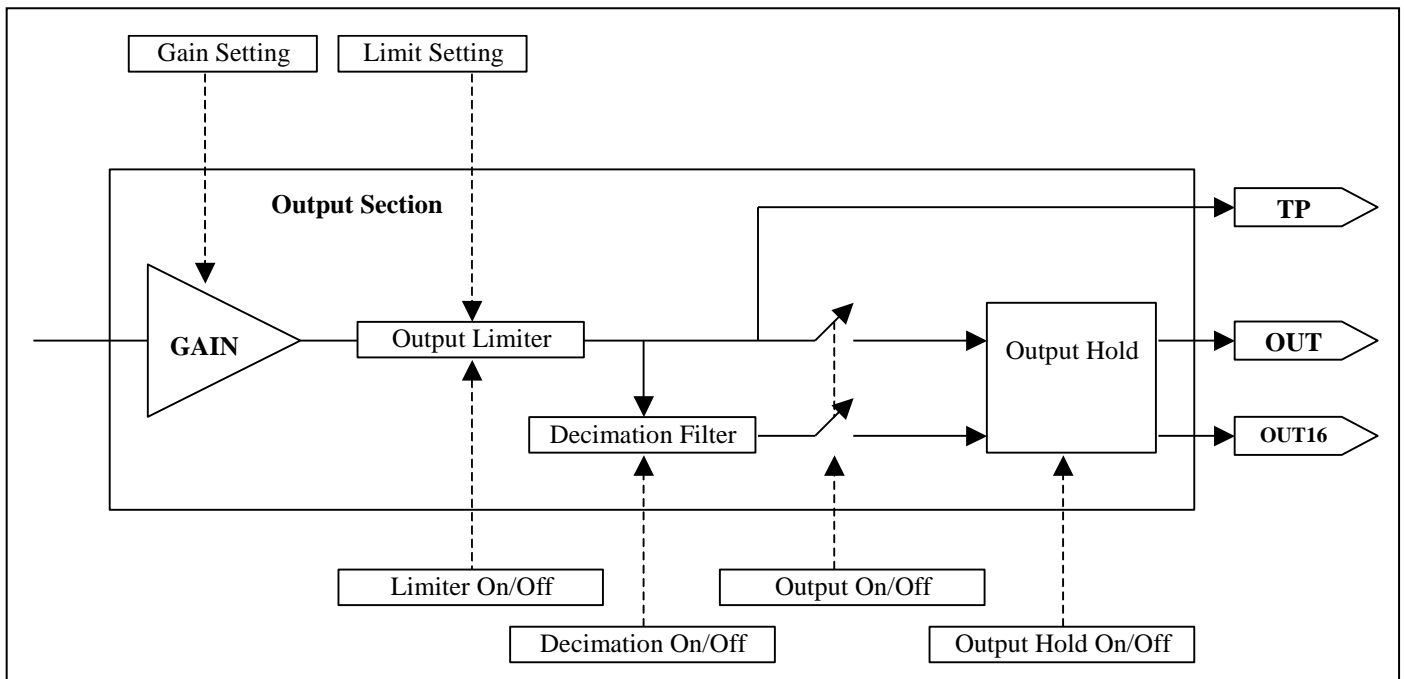 Gain Setting
Limit Setting
Output Section
TP
GAIN
Output Limiter
Output Hold
OUT
Decimation Filter
OUT16
Limiter On/Off
Output On/Off
Decimation On/Off
Output Hold On/Off